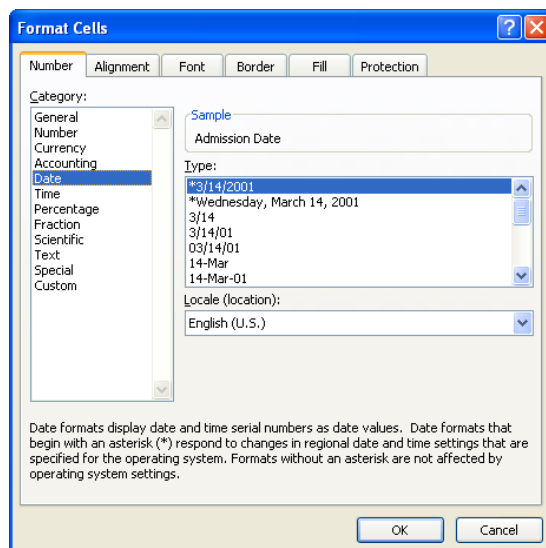 Format Cells
Number Alignment Font Border Fill Protection
Category:
General
Number
Currency
Accounting
Date
Time
Percentage
Fraction
Scientific
Text
Special
Custom
Sample
Admission Date
Type:
*3/14/2001
*Wednesday, March 14, 2001
3/14
3/14/01
03/14/01
14-Mar
14-Mar-01
Locale (location):
English (U.S.)
Date formats display date and time serial numbers as date values.  Date formats that
begin with an asterisk (*) respond to changes in regional date and time settings that are
specified for the operating system. Formats without an asterisk are not affected by
operating system settings.
OK Cancel